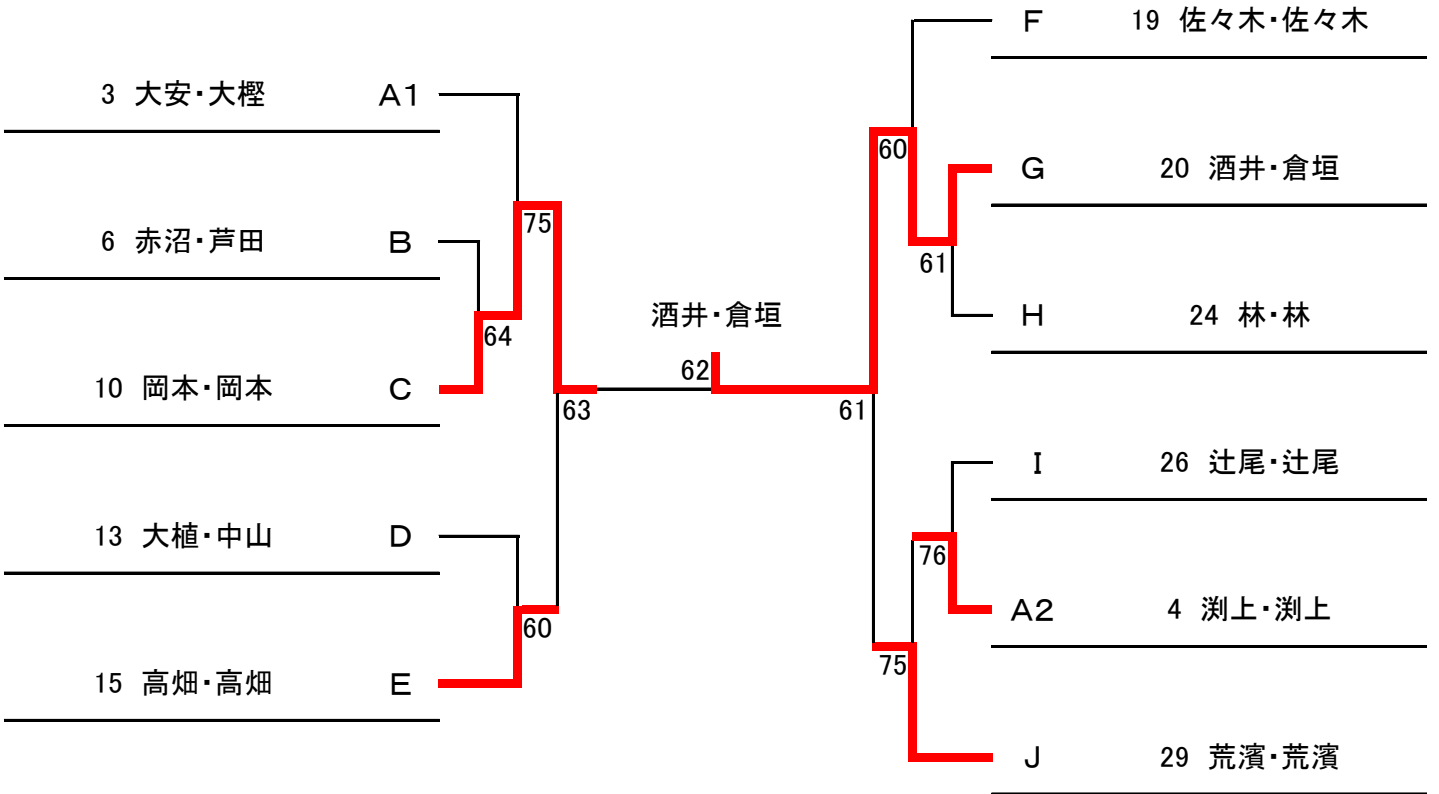 3 大安・大樫 A1
75
6 赤沼・芦田 B
64
10 岡本・岡本 C
63
13 大植・中山 D
60
15 高畑・高畑 E
酒井・倉垣
62
F 19 佐々木・佐々木
60
G 20 酒井・倉垣
61
H 24 林・林
61
I 26 辻尾・辻尾
76
A2 4 渕上・渕上
75
J 29 荒濱・荒濱